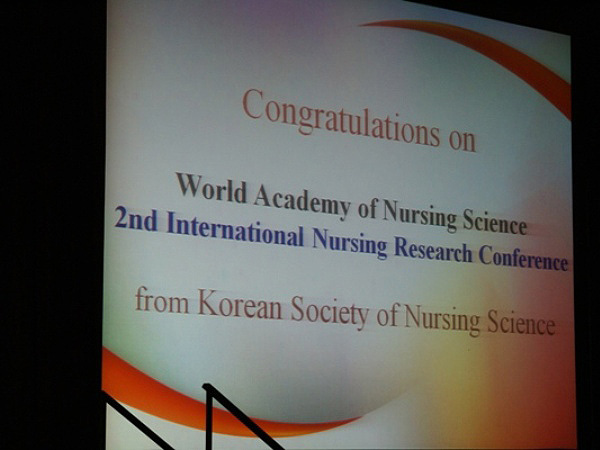 Congratulations on
World Academy of Nursing Science
2nd International Nursing Research Conference
from Korean Society of Nursing Science